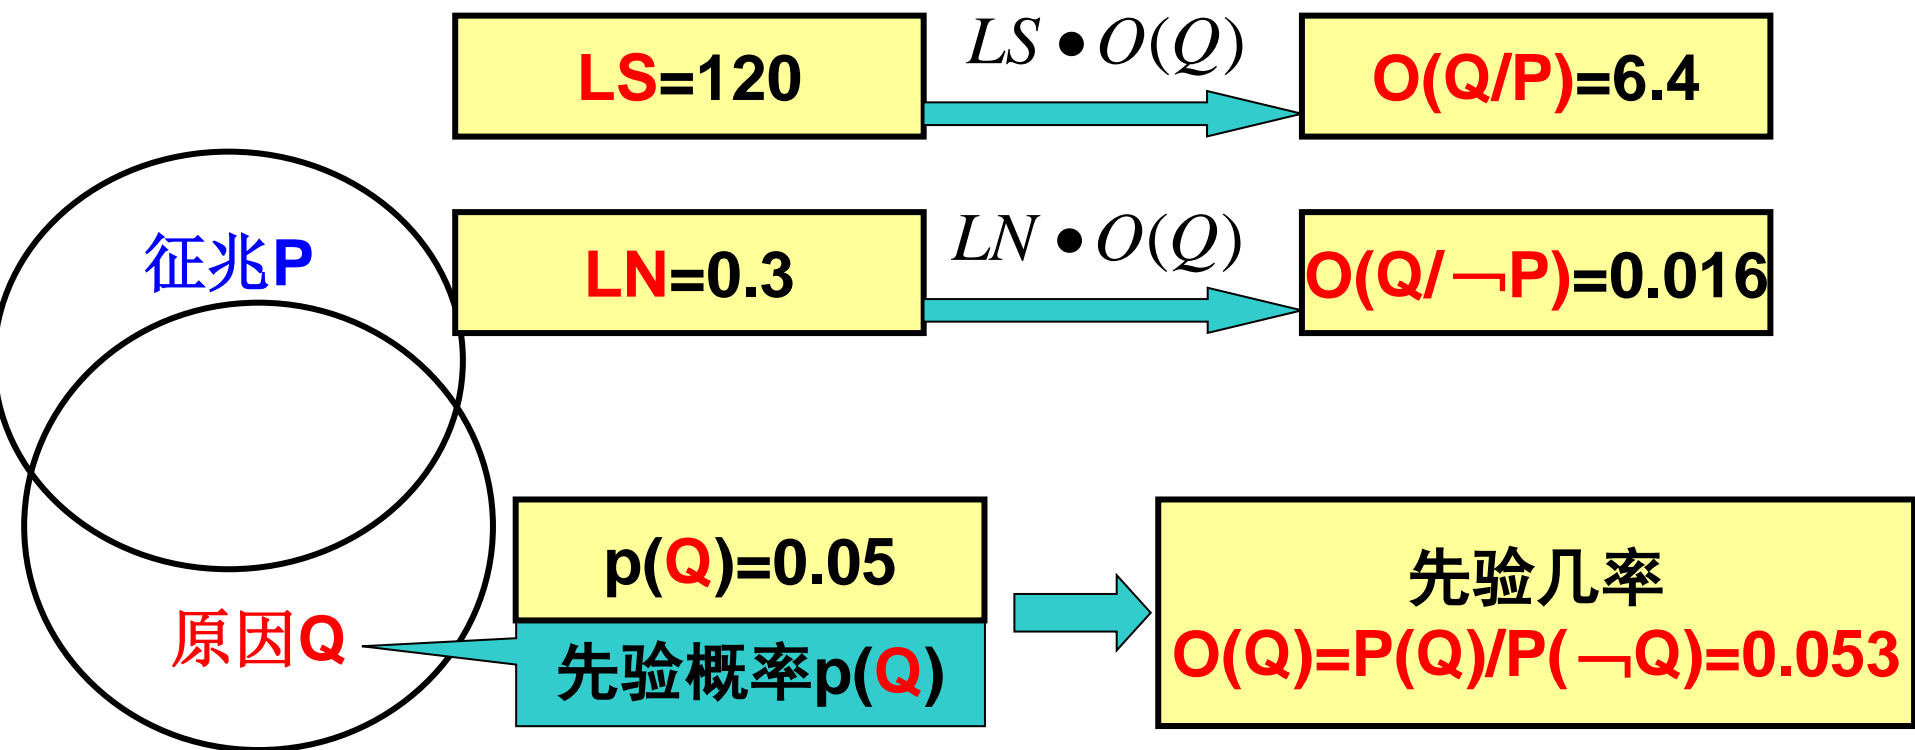 LS=120
LS • O(Q)
O(Q/P)=6.4
征兆P
LN=0.3
LN • O(Q)
O(Q/￢P)=0.016
原因Q
p(Q)=0.05
先验概率p(Q)
先验几率
O(Q)=P(Q)/P(￢Q)=0.053